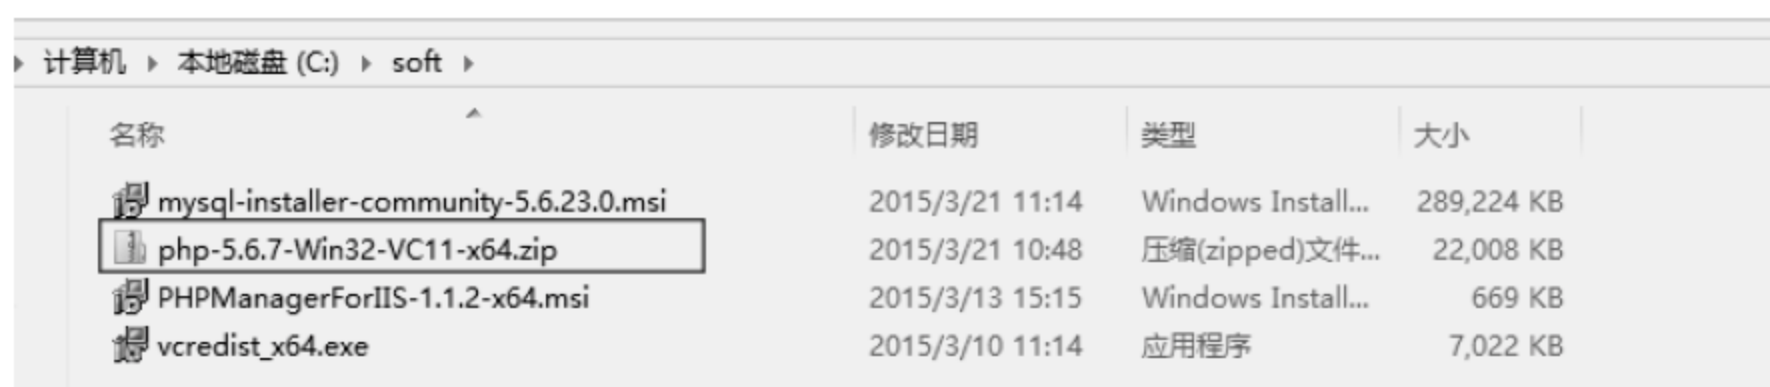 计算机 本地磁盘 (C:) soft
名称 修改日期 类型 大小
mysql-installer-community-5.6.23.0.msi 2015/3/21 11:14 Windows Install... 289,224 KB
php-5.6.7-Win32-VC11-x64.zip 2015/3/21 10:48 压缩(zipped)文件... 22,008 KB
PHPManagerForIIS-1.1.2-x64.msi 2015/3/13 15:15 Windows Install... 669 KB
vcredist_x64.exe 2015/3/10 11:14 应用程序 7,022 KB